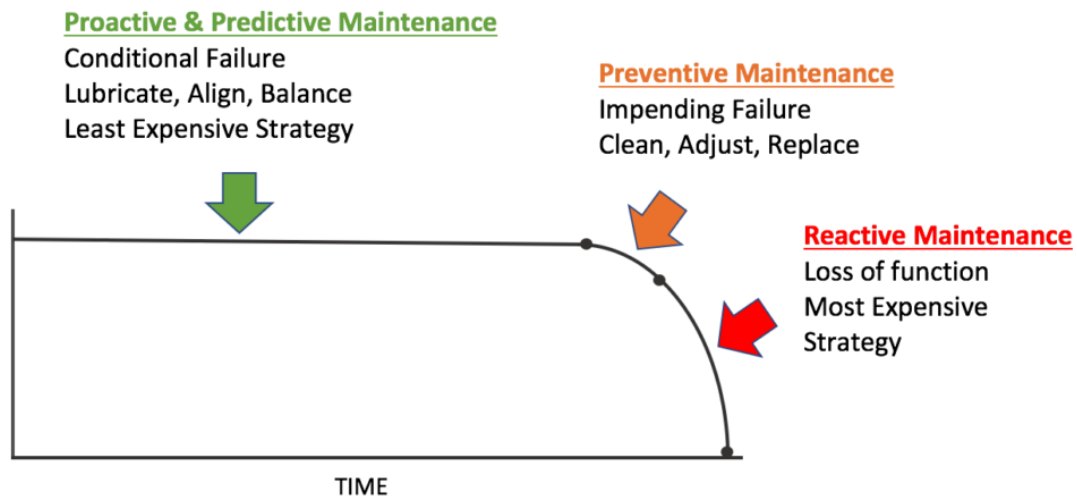 Proactive & Predictive Maintenance
Conditional Failure
Lubricate, Align, Balance
Least Expensive Strategy
Preventive Maintenance
Impending Failure
Clean, Adjust, Replace
Reactive Maintenance
Loss of function
Most Expensive
Strategy
TIME